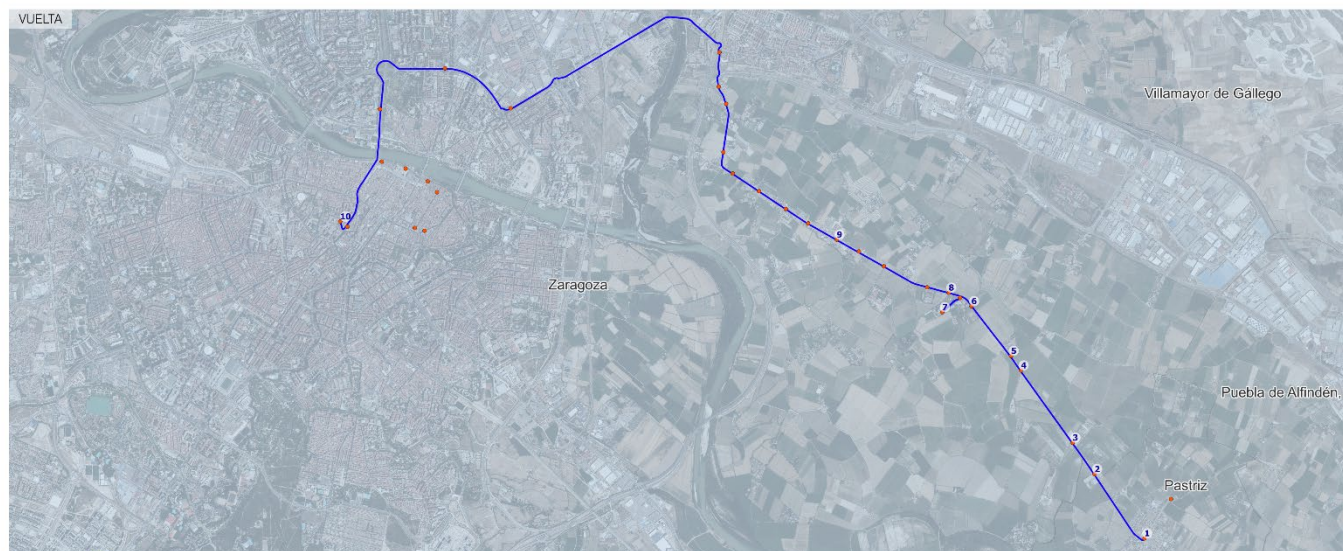 VUELTA
Villamayor de Gállego
10
9
Zaragoza
8
7
6
5
4
Puebla de Alfindén,
3
2
Pastriz
1